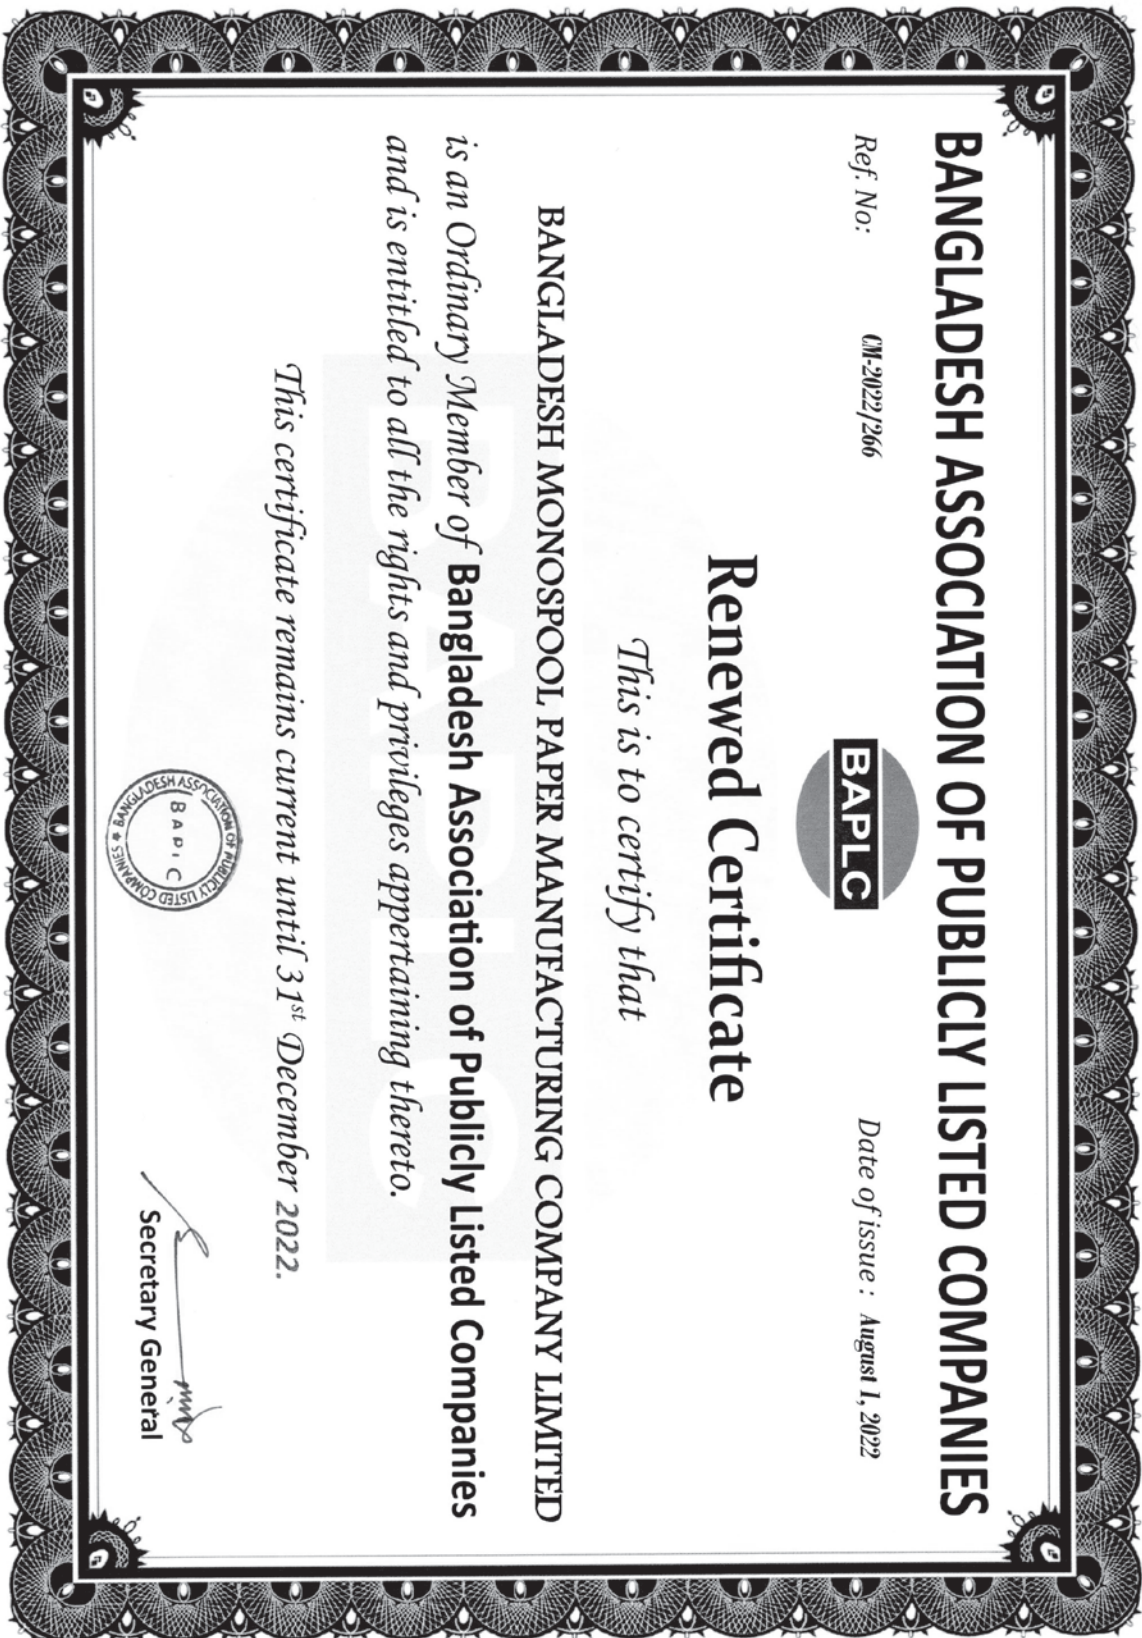 BANGLADESH ASSOCIATION OF PUBLICLY LISTED COMPANIES
Ref. No: CM-2022/266
BAPLC
Date of issue : August 1, 2022
Renewed Certificate
This is to certify that
BANGLADESH MONOSPOOL PAPER MANUFACTURING COMPANY LIMITED
is an Ordinary Member of Bangladesh Association of Publicly Listed Companies
and is entitled to all the rights and privileges appertaining thereto.
This certificate remains current until 31st December 2022.
BANGLADESH ASSOCIATION OF PUBLICLY LISTED COMPANIES
Secretary General